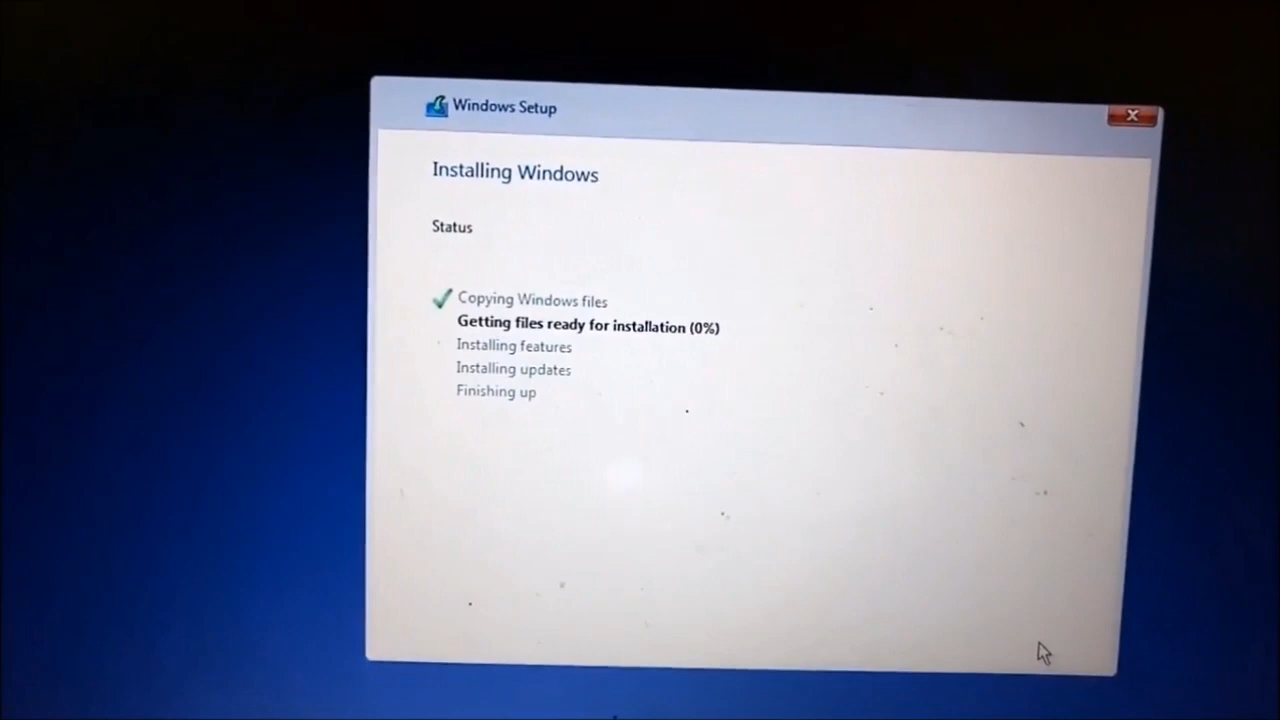 Windows Setup
Installing Windows
Status
Copying Windows files
Getting files ready for installation (0%)
Installing features
Installing updates
Finishing up